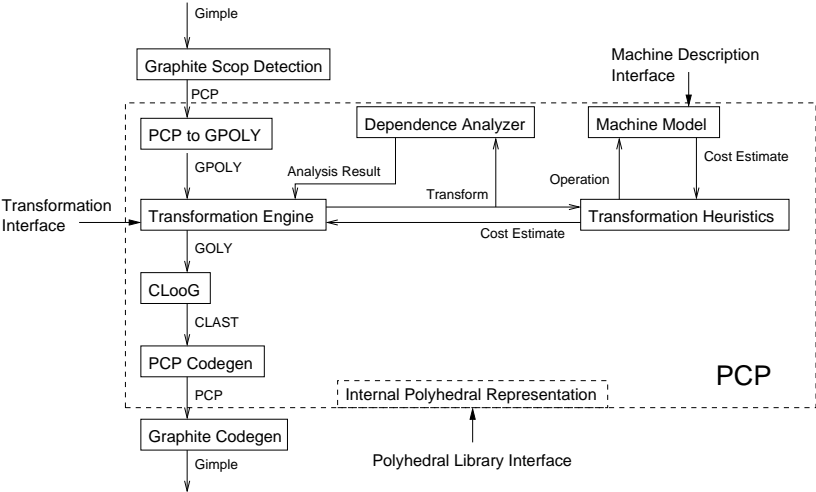 Gimple
Graphite Scop Detection
Machine Description
Interface
PCP
PCP to GPOLY
Dependence Analyzer
Machine Model
GPOLY
Analysis Result
Cost Estimate
Transform
Operation
Transformation
Interface
Transformation Engine
Transformation Heuristics
Cost Estimate
GOLY
CLooG
CLAST
PCP Codegen
PCP
PCP
Internal Polyhedral Representation
Graphite Codegen
Gimple
Polyhedral Library Interface